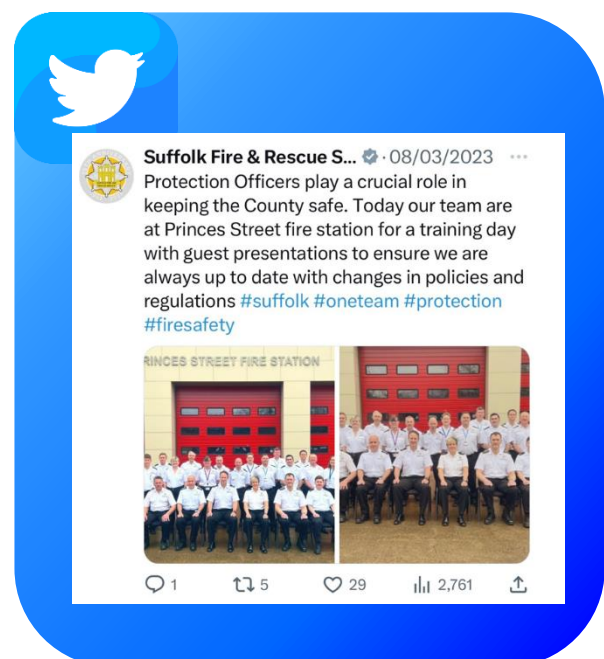 Suffolk Fire & Rescue S... · 08/03/2023 ···
Protection Officers play a crucial role in
keeping the County safe. Today our team are
at Princes Street fire station for a training day
with guest presentations to ensure we are
always up to date with changes in policies and
regulations #suffolk #oneteam #protection
#firesafety
RINCES STREET FIRE STATION
1 5 29 2,761